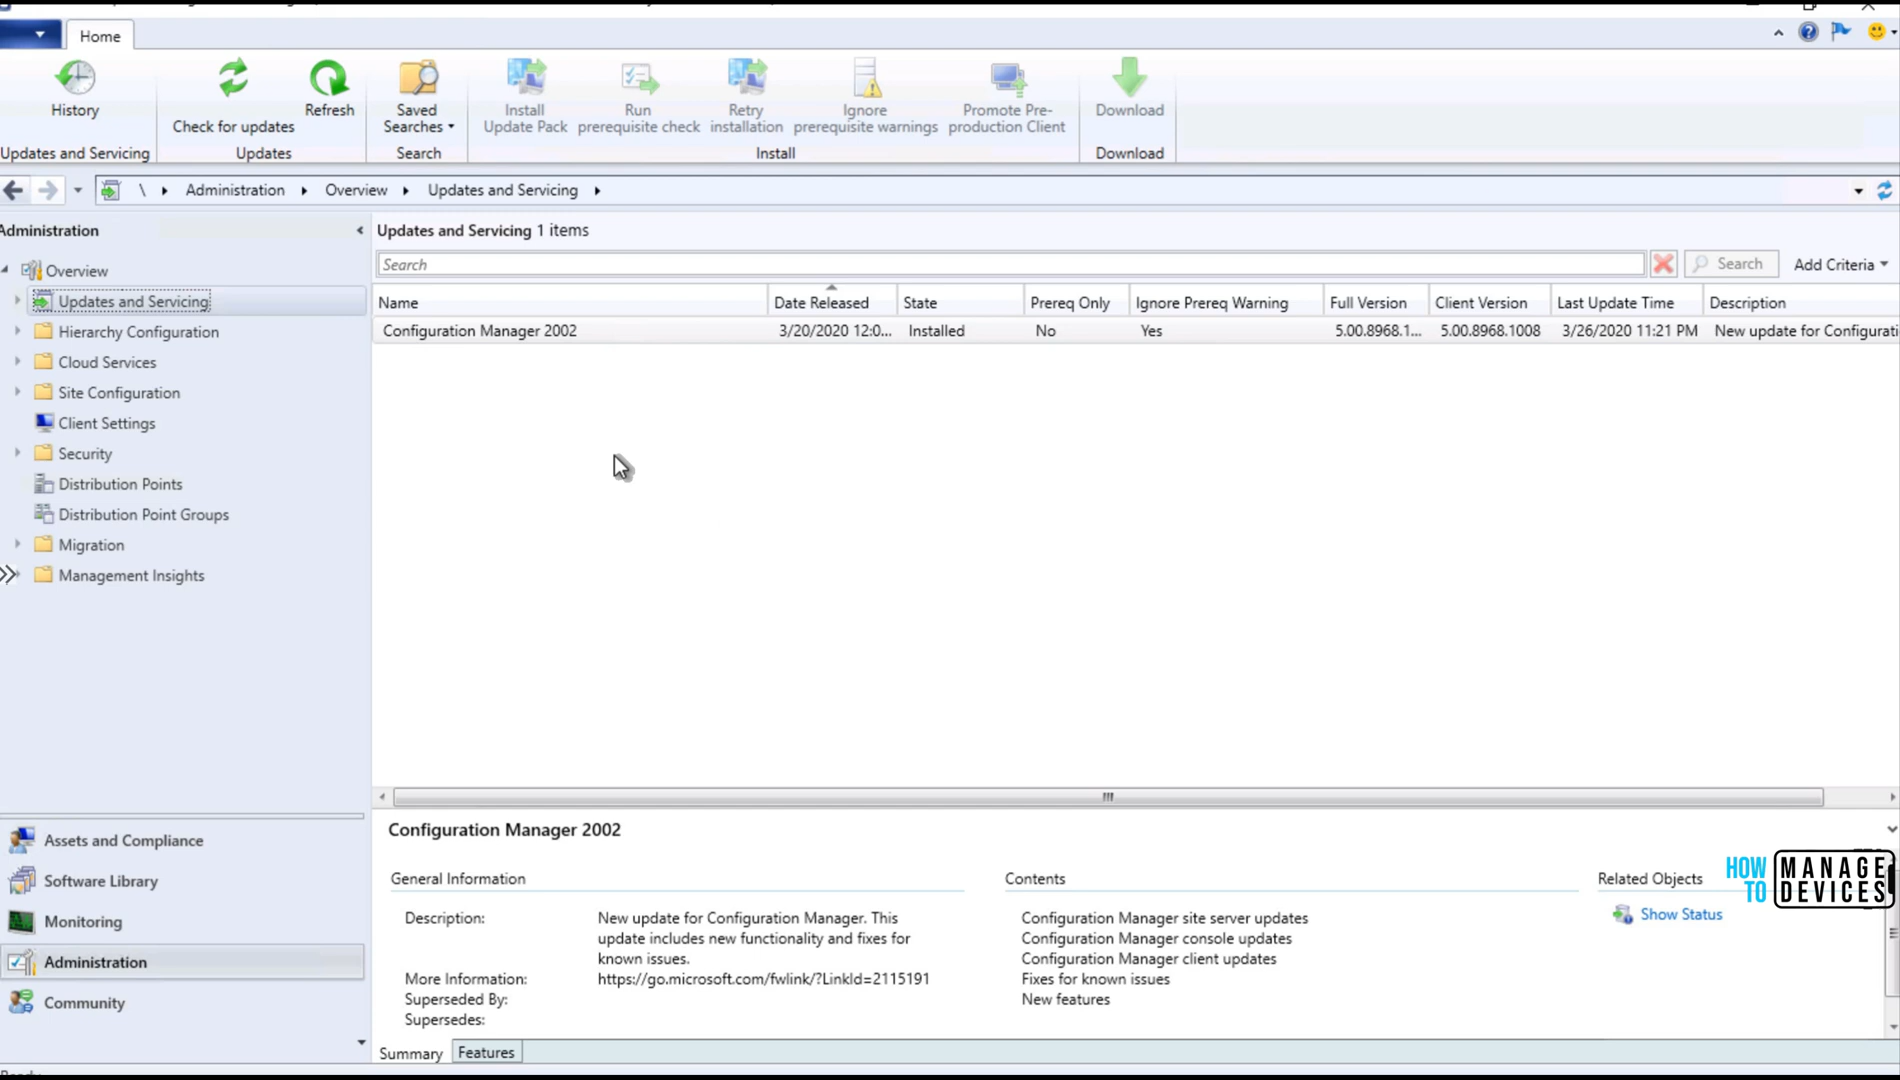 Home
History
Check for updates
Refresh
Saved
Searches
Install
Update Pack
Run
prerequisite check
Retry
installation
Ignore
prerequisite warnings
Promote Pre-
production Client
Download
Updates and Servicing
Updates
Search
Install
Download
\ Administration Overview Updates and Servicing
Administration
Overview
Updates and Servicing
Hierarchy Configuration
Cloud Services
Site Configuration
Client Settings
Security
Distribution Points
Distribution Point Groups
Migration
Management Insights
Assets and Compliance
Software Library
Monitoring
Administration
Community
Updates and Servicing 1 items
Search
Search
Add Criteria
Name Date Released State Prereq Only Ignore Prereq Warning Full Version Client Version Last Update Time Description
Configuration Manager 2002 3/20/2020 12:0... Installed No Yes 5.00.8968.1... 5.00.8968.1008 3/26/2020 11:21 PM New update for Configurati
Configuration Manager 2002
General Information
Description: New update for Configuration Manager. This
update includes new functionality and fixes for
known issues.
More Information: https://go.microsoft.com/fwlink/?LinkId=2115191
Superseded By:
Supersedes:
Contents
Configuration Manager site server updates
Configuration Manager console updates
Configuration Manager client updates
Fixes for known issues
New features
Related Objects
Show Status
HOW
TO
MANAGE
DEVICES
Summary
Features